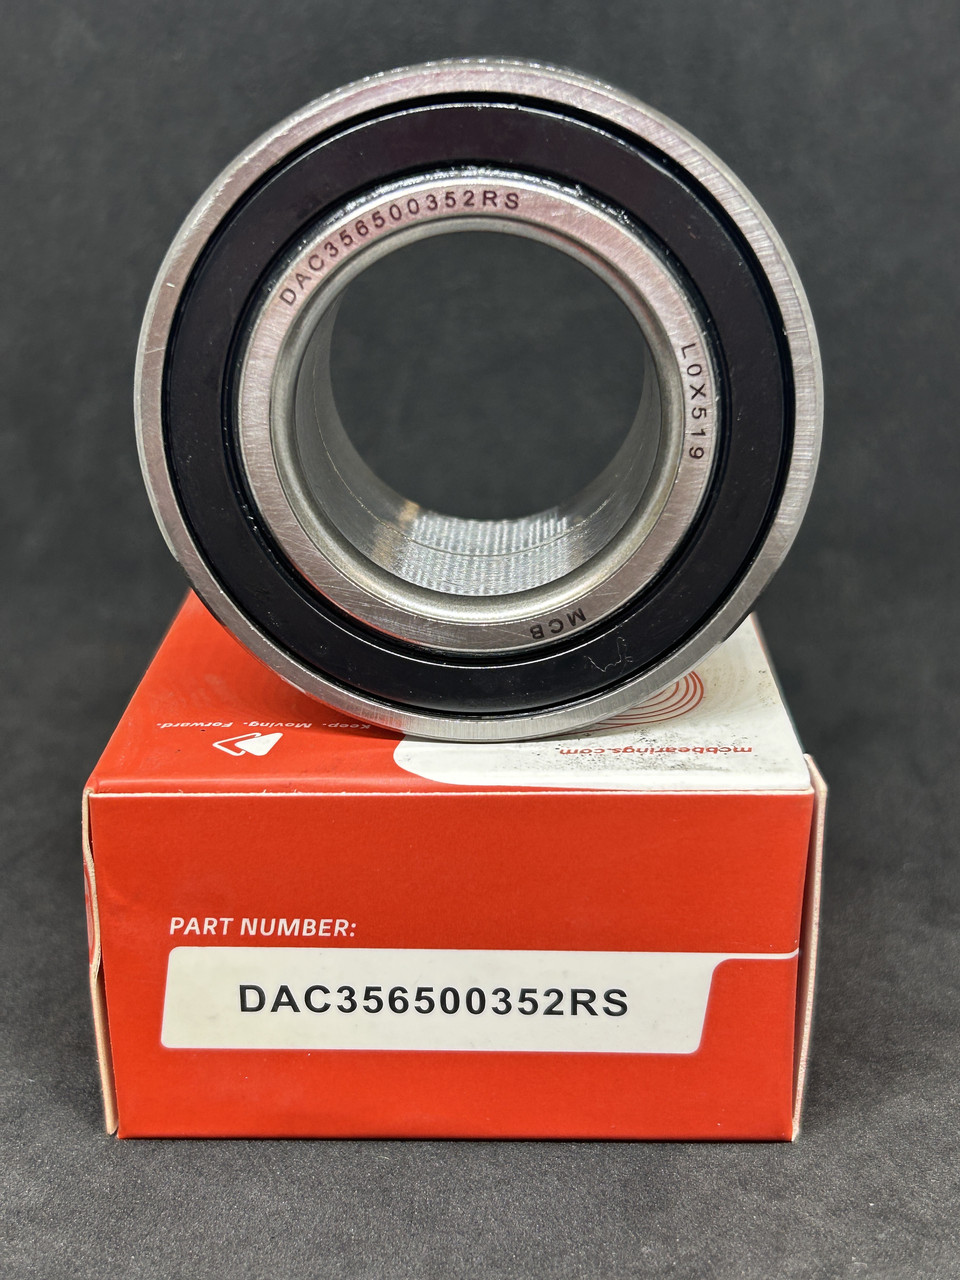 DAC356500352RS
L0X519
MCB
Keep. Moving. Forward.
mcbbearings.com
PART NUMBER:
DAC356500352RS